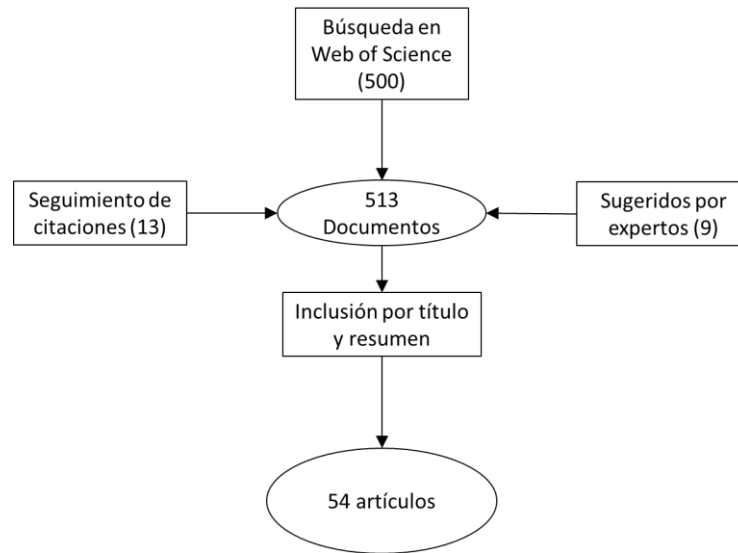 Búsqueda en
Web of Science
(500)
Seguimiento de
citaciones (13)
513
Documentos
Sugeridos por
expertos (9)
Inclusión por título
y resumen
54 artículos